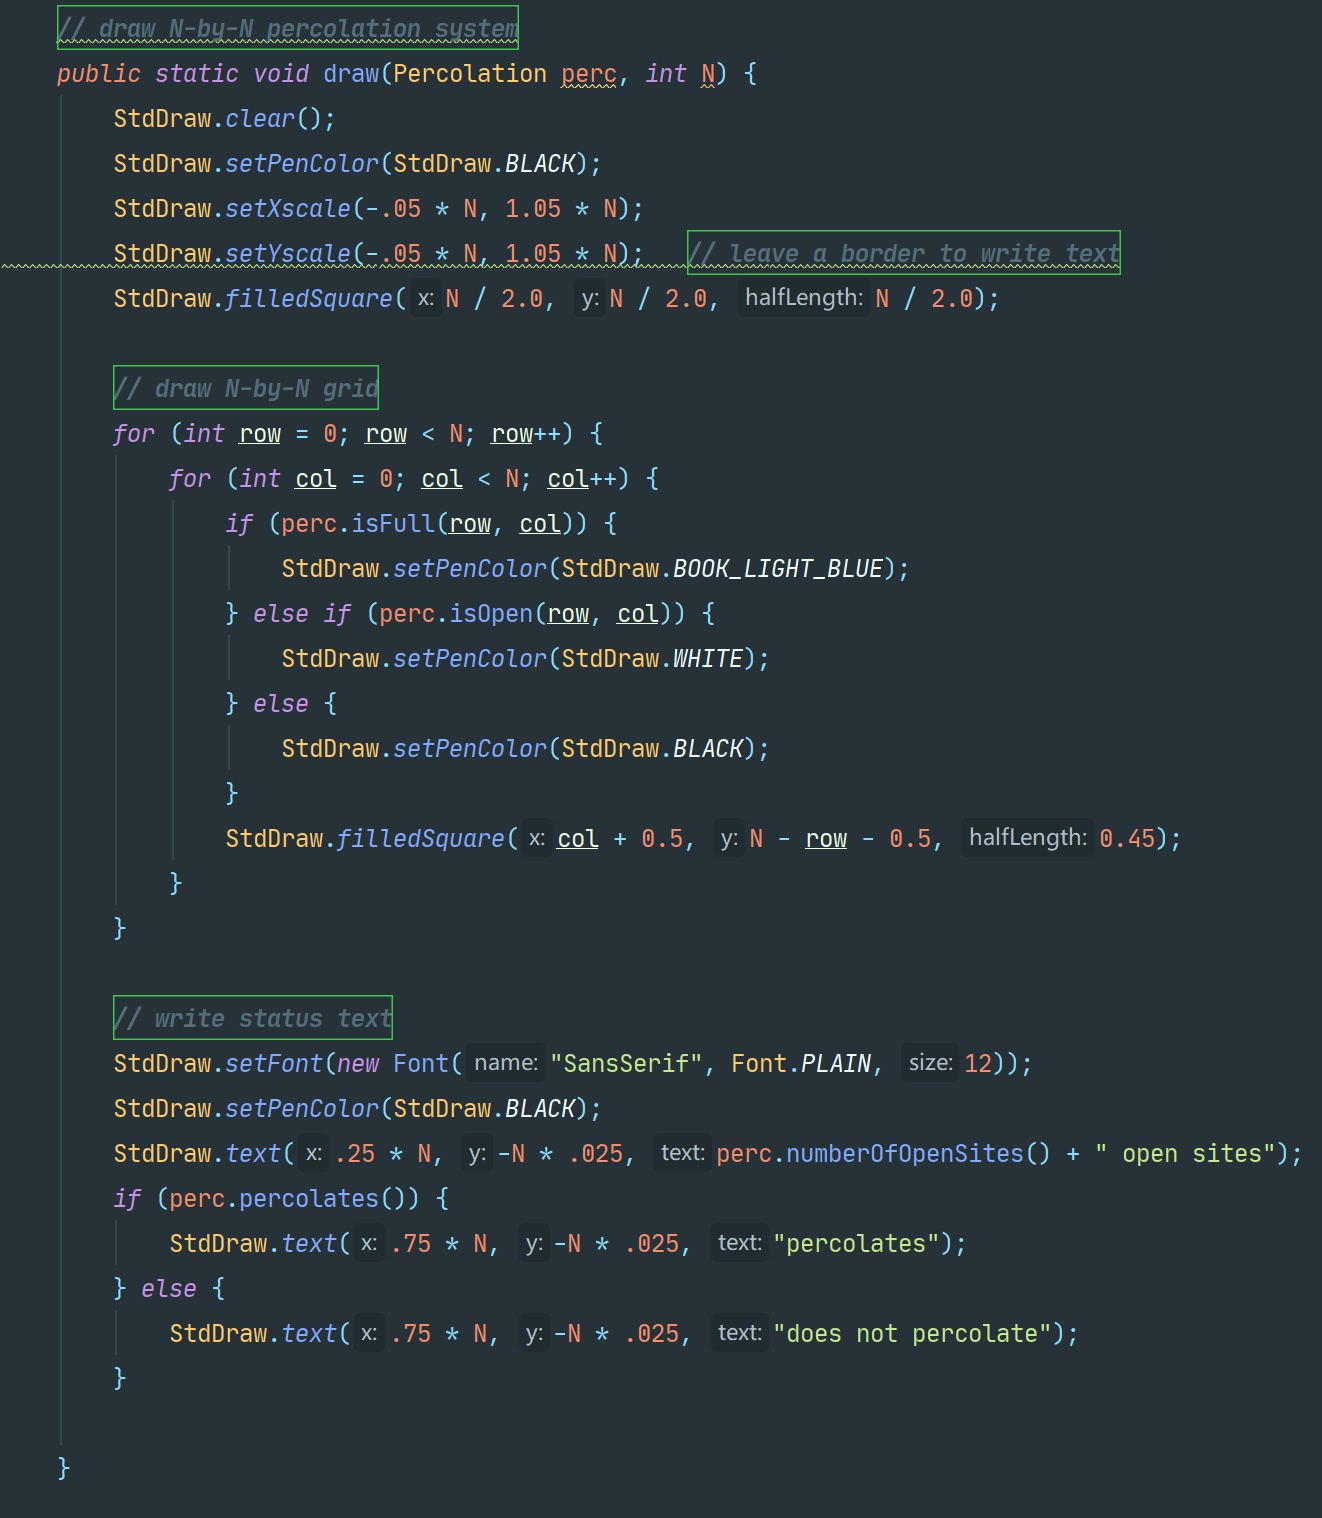 // draw N-by-N percolation system
public static void draw(Percolation perc, int N) {
StdDraw.clear();
StdDraw.setPenColor(StdDraw.BLACK);
StdDraw.setXscale(-.05 * N, 1.05 * N);
StdDraw.setYscale(-.05 * N, 1.05 * N);   // leave a border to write text
StdDraw.filledSquare( x: N / 2.0, y: N / 2.0, halfLength: N / 2.0);
// draw N-by-N grid
for (int row = 0; row < N; row++) {
for (int col = 0; col < N; col++) {
if (perc.isFull(row, col)) {
StdDraw.setPenColor(StdDraw.BOOK_LIGHT_BLUE);
} else if (perc.isOpen(row, col)) {
StdDraw.setPenColor(StdDraw.WHITE);
} else {
StdDraw.setPenColor(StdDraw.BLACK);
}
StdDraw.filledSquare( x: col + 0.5, y: N - row - 0.5, halfLength: 0.45);
}
}
// write status text
StdDraw.setFont(new Font( name: "SansSerif", Font.PLAIN, size: 12));
StdDraw.setPenColor(StdDraw.BLACK);
StdDraw.text( x: .25 * N, y: -N * .025, text: perc.numberOfOpenSites() + " open sites");
if (perc.percolates()) {
StdDraw.text( x: .75 * N, y: -N * .025, text: "percolates");
} else {
StdDraw.text( x: .75 * N, y: -N * .025, text: "does not percolate");
}
}